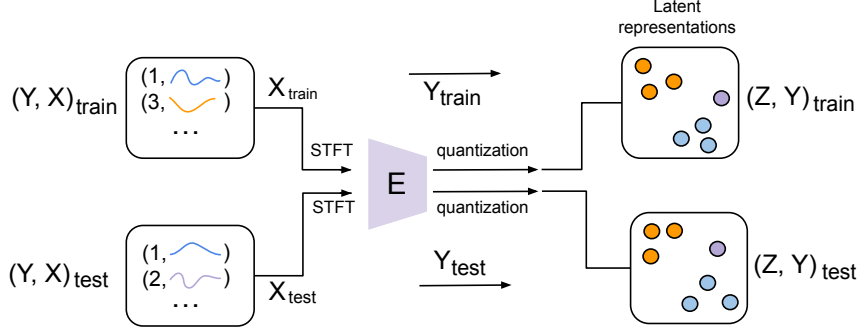 Latent
representations
(Y, X)train
(1, )
(3, )
...
Xtrain
Ytrain
(Z, Y)train
STFT
quantization
E
STFT
quantization
(Y, X)test
(1, )
(2, )
...
Xtest
Ytest
(Z, Y)test